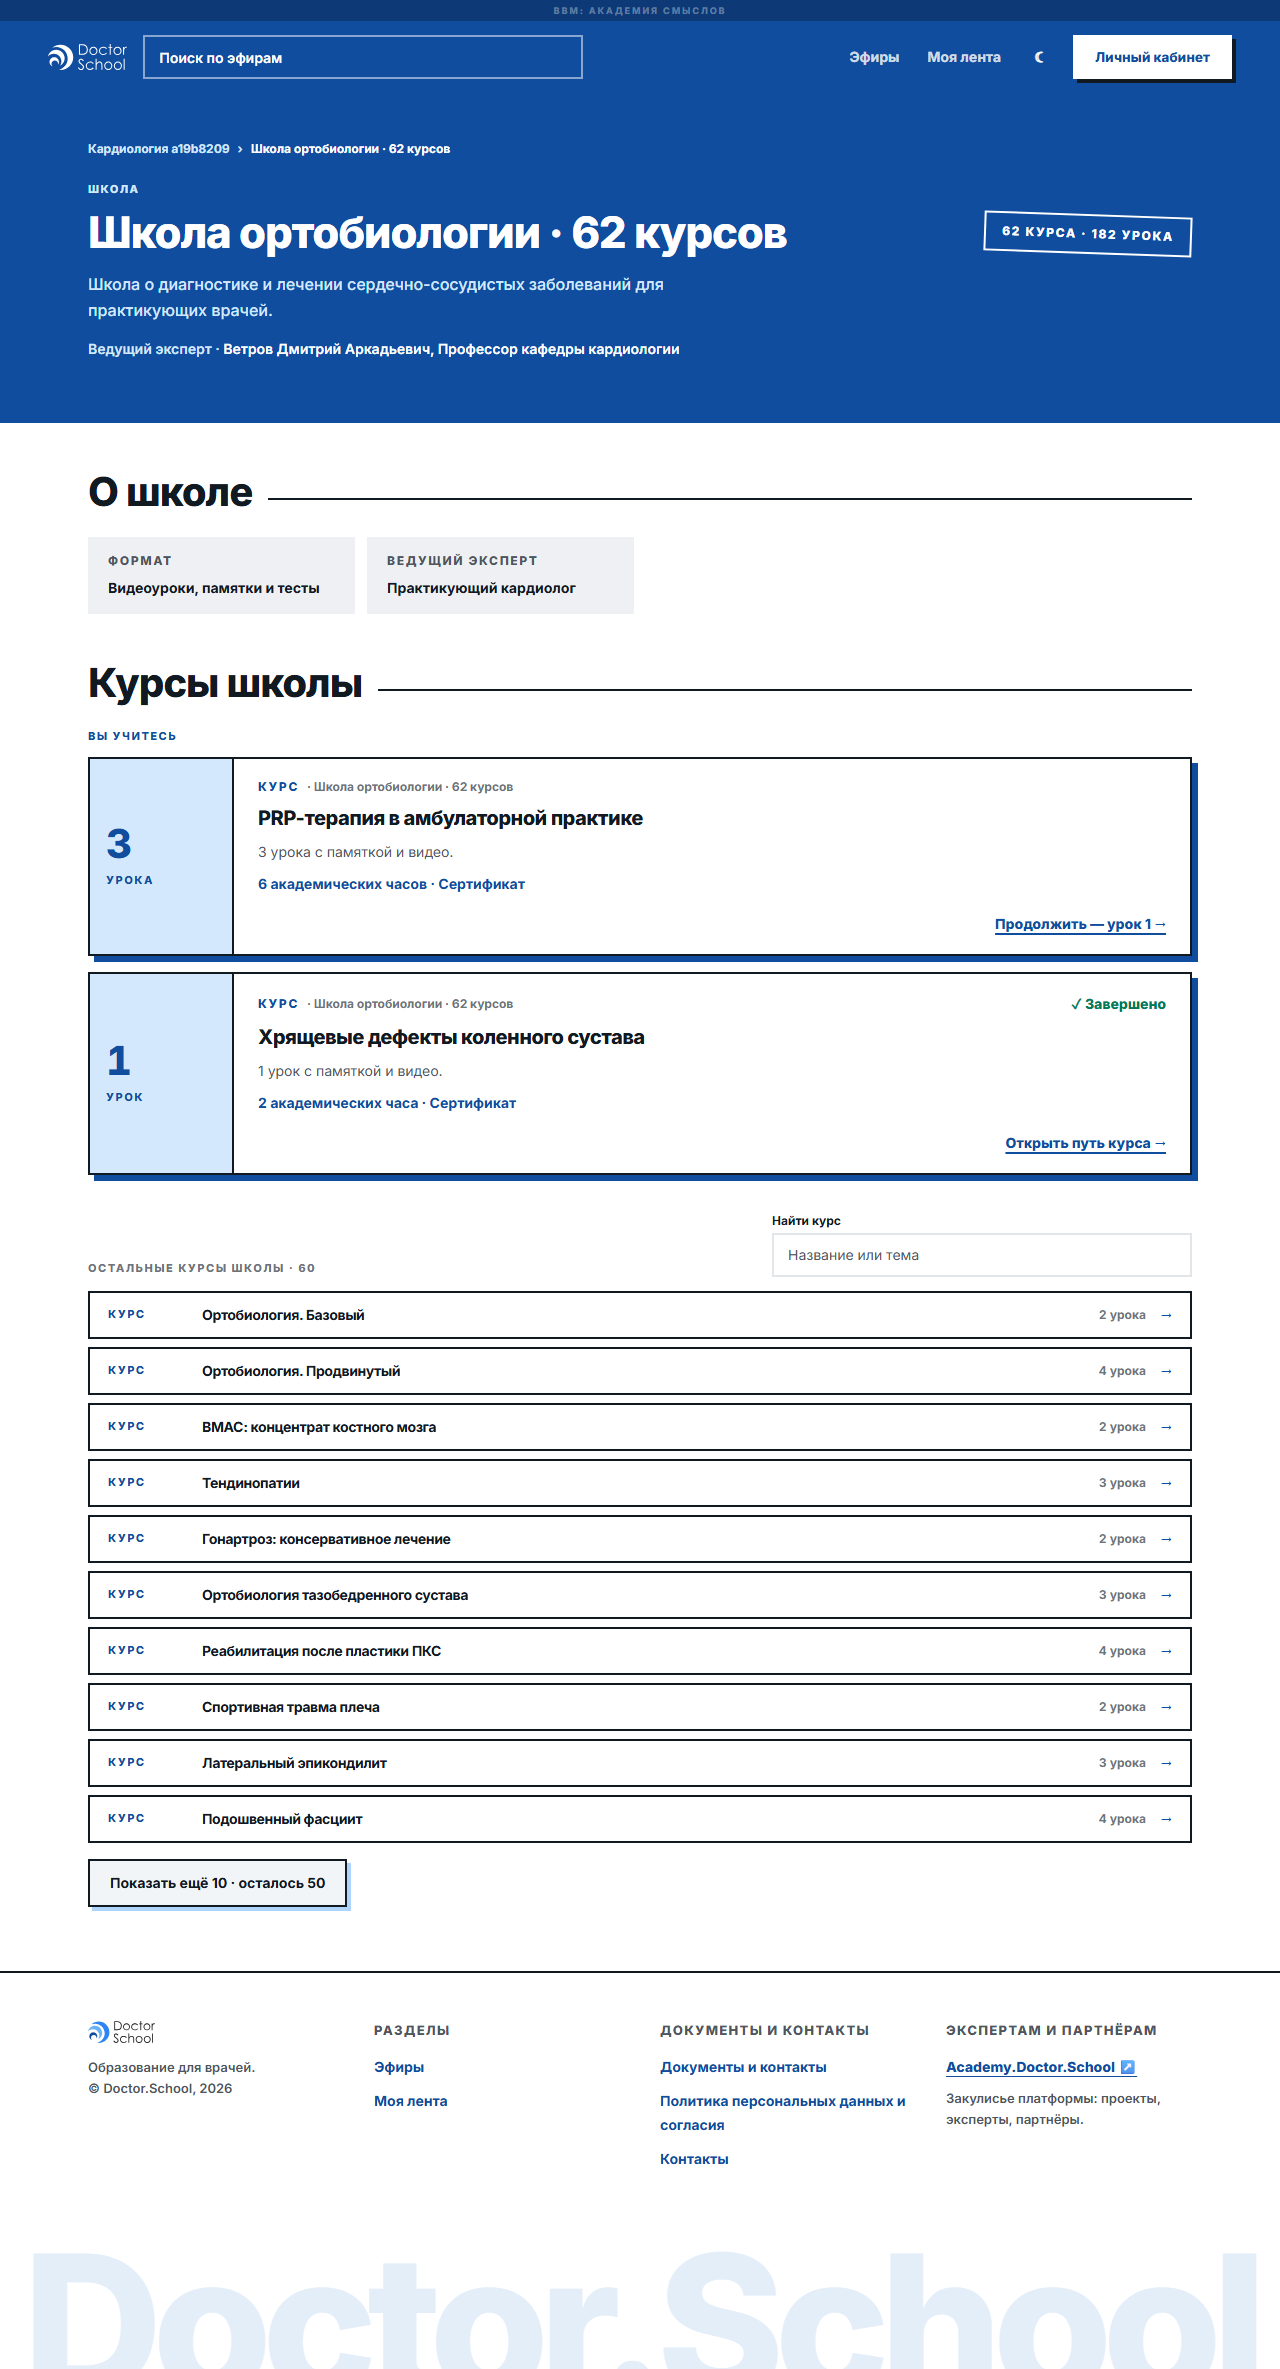 ВВМ: АКАДЕМИЯ СМЫСЛОВ
Doctor
School
Поиск по эфирам
Эфиры
Моя лента
Личный кабинет
Кардиология a19b8209 › Школа ортобиологии · 62 курсов
ШКОЛА
Школа ортобиологии · 62 курсов
62 КУРСА · 182 УРОКА
Школа о диагностике и лечении сердечно-сосудистых заболеваний для
практикующих врачей.
Ведущий эксперт · Ветров Дмитрий Аркадьевич, Профессор кафедры кардиологии
О школе
ФОРМАТ
Видеоуроки, памятки и тесты
ВЕДУЩИЙ ЭКСПЕРТ
Практикующий кардиолог
Курсы школы
ВЫ УЧИТЕСЬ
3
УРОКА
КУРС · Школа ортобиологии · 62 курсов
PRP-терапия в амбулаторной практике
3 урока с памяткой и видео.
6 академических часов · Сертификат
Продолжить — урок 1 →
1
УРОК
КУРС · Школа ортобиологии · 62 курсов
✓ Завершено
Хрящевые дефекты коленного сустава
1 урок с памяткой и видео.
2 академических часа · Сертификат
Открыть путь курса →
Найти курс
Название или тема
ОСТАЛЬНЫЕ КУРСЫ ШКОЛЫ · 60
КУРС Ортобиология. Базовый 2 урока →
КУРС Ортобиология. Продвинутый 4 урока →
КУРС BMAC: концентрат костного мозга 2 урока →
КУРС Тендинопатии 3 урока →
КУРС Гонартроз: консервативное лечение 2 урока →
КУРС Ортобиология тазобедренного сустава 3 урока →
КУРС Реабилитация после пластики ПКС 4 урока →
КУРС Спортивная травма плеча 2 урока →
КУРС Латеральный эпикондилит 3 урока →
КУРС Подошвенный фасциит 4 урока →
Показать ещё 10 · осталось 50
Doctor
School
Образование для врачей.
© Doctor.School, 2026
РАЗДЕЛЫ
Эфиры
Моя лента
ДОКУМЕНТЫ И КОНТАКТЫ
Документы и контакты
Политика персональных данных и
согласия
Контакты
ЭКСПЕРТАМ И ПАРТНЁРАМ
Academy.Doctor.School ↗
Закулисье платформы: проекты,
эксперты, партнёры.
Doctor.School